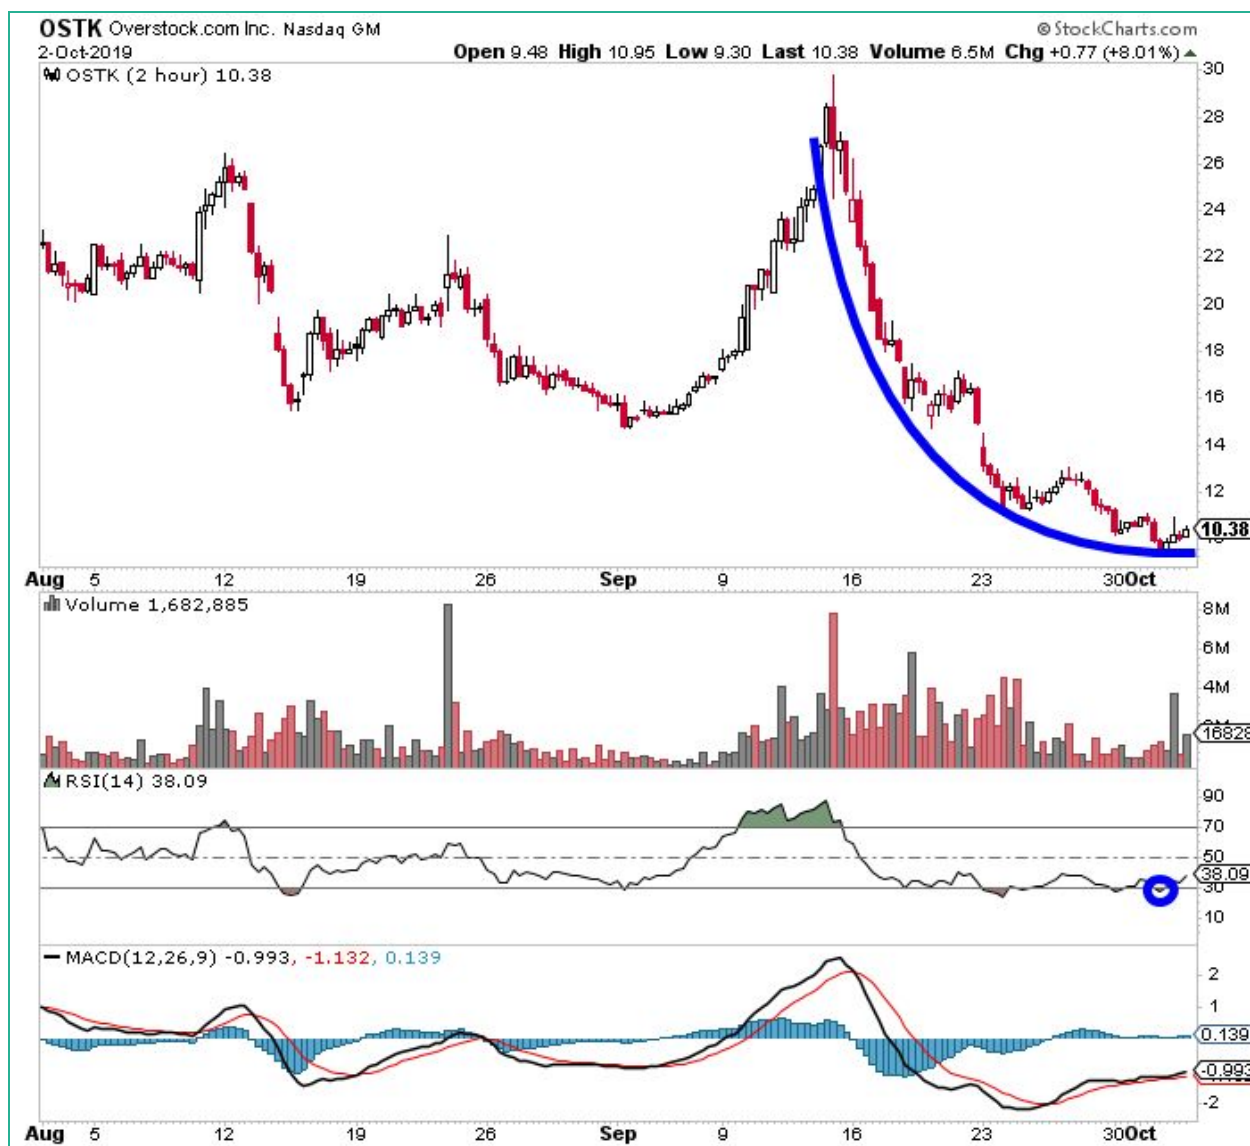 OSTK Overstock.com Inc. Nasdaq GM © StockCharts.com
2-Oct-2019 Open 9.48 High 10.95 Low 9.30 Last 10.38 Volume 6.5M Chg +0.77 (+8.01%)
OSTK (2 hour) 10.38
30
28
26
24
22
20
18
16
14
12
10.38
Aug 5 12 19 26 Sep 9 16 23 30 Oct
Volume 1,682,885
8M
6M
4M
16828
RSI(14) 38.09
90
70
50
38.09
30
10
MACD(12,26,9) -0.993, -1.132, 0.139
2
1
0.139
-0.993
-2
Aug 5 12 19 26 Sep 9 16 23 30 Oct